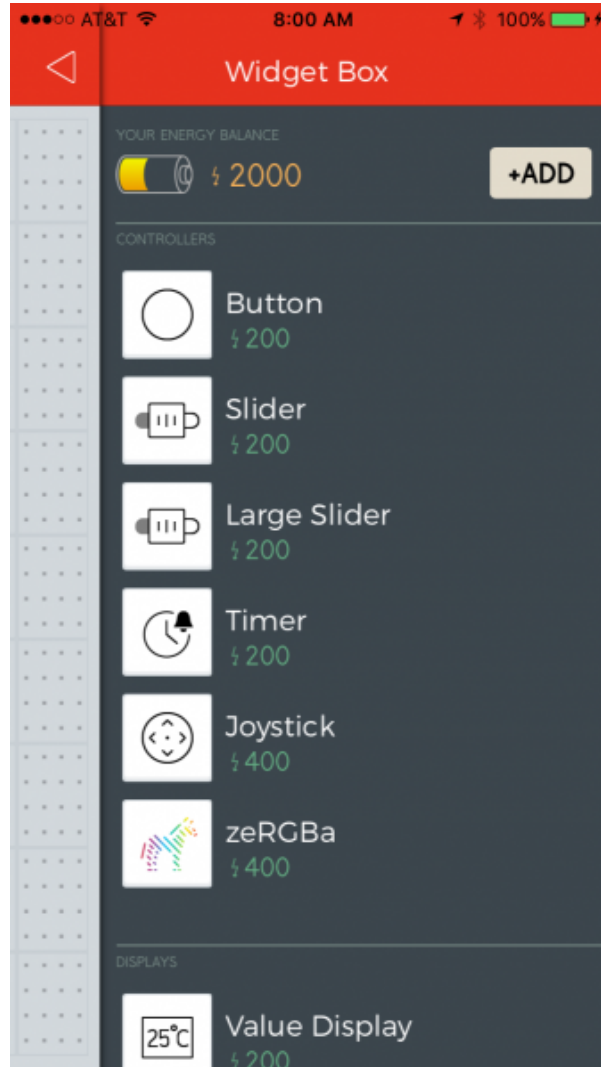 AT&T 8:00 AM 100%
Widget Box
YOUR ENERGY BALANCE
2000 +ADD
CONTROLLERS
Button
200
Slider
200
Large Slider
200
Timer
200
Joystick
400
zeRGBa
400
DISPLAYS
25°C Value Display
200